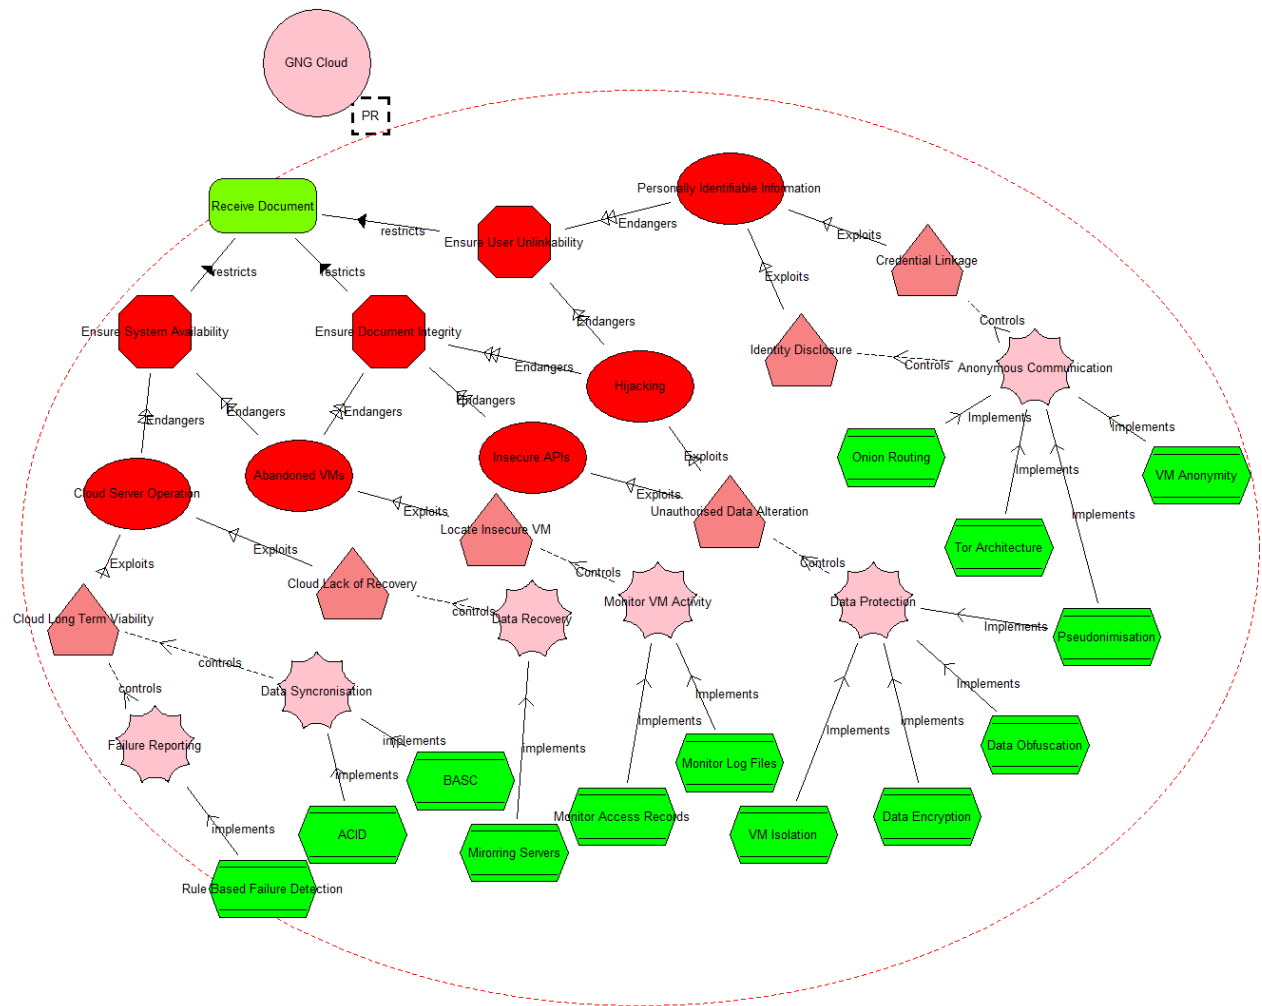 GNG Cloud
PR
Personally Identifiable Information
Receive Document
restricts
Endangers
Exploits
Ensure User Unlinkability
Credential Linkage
restricts
restricts
Exploits
Controls
Ensure System Availability
Ensure Document Integrity
Endangers
Identity Disclosure
Controls
Anonymous Communication
Endangers
Hijacking
Endangers
Endangers
Endangers
Endangers
Implements
Implements
Exploits
Onion Routing
Insecure APIs
Implements
VM Anonymity
Abandoned VMs
Cloud Server Operation
Exploits
Exploits
Unauthorised Data Alteration
Implements
Locate Insecure VM
Exploits
Tor Architecture
Exploits
Controls
Controls
Cloud Lack of Recovery
Monitor VM Activity
Data Protection
controls
Cloud Long Term Viability
Data Recovery
Implements
Pseudonimisation
controls
controls
Data Syncronisation
Implements
Implements
Implements
Implements
Implements
Failure Reporting
implements
implements
Data Obfuscation
Monitor Log Files
implements
BASC
Monitor Access Records
Data Encryption
implements
ACID
VM Isolation
Mirorring Servers
Rule Based Failure Detection